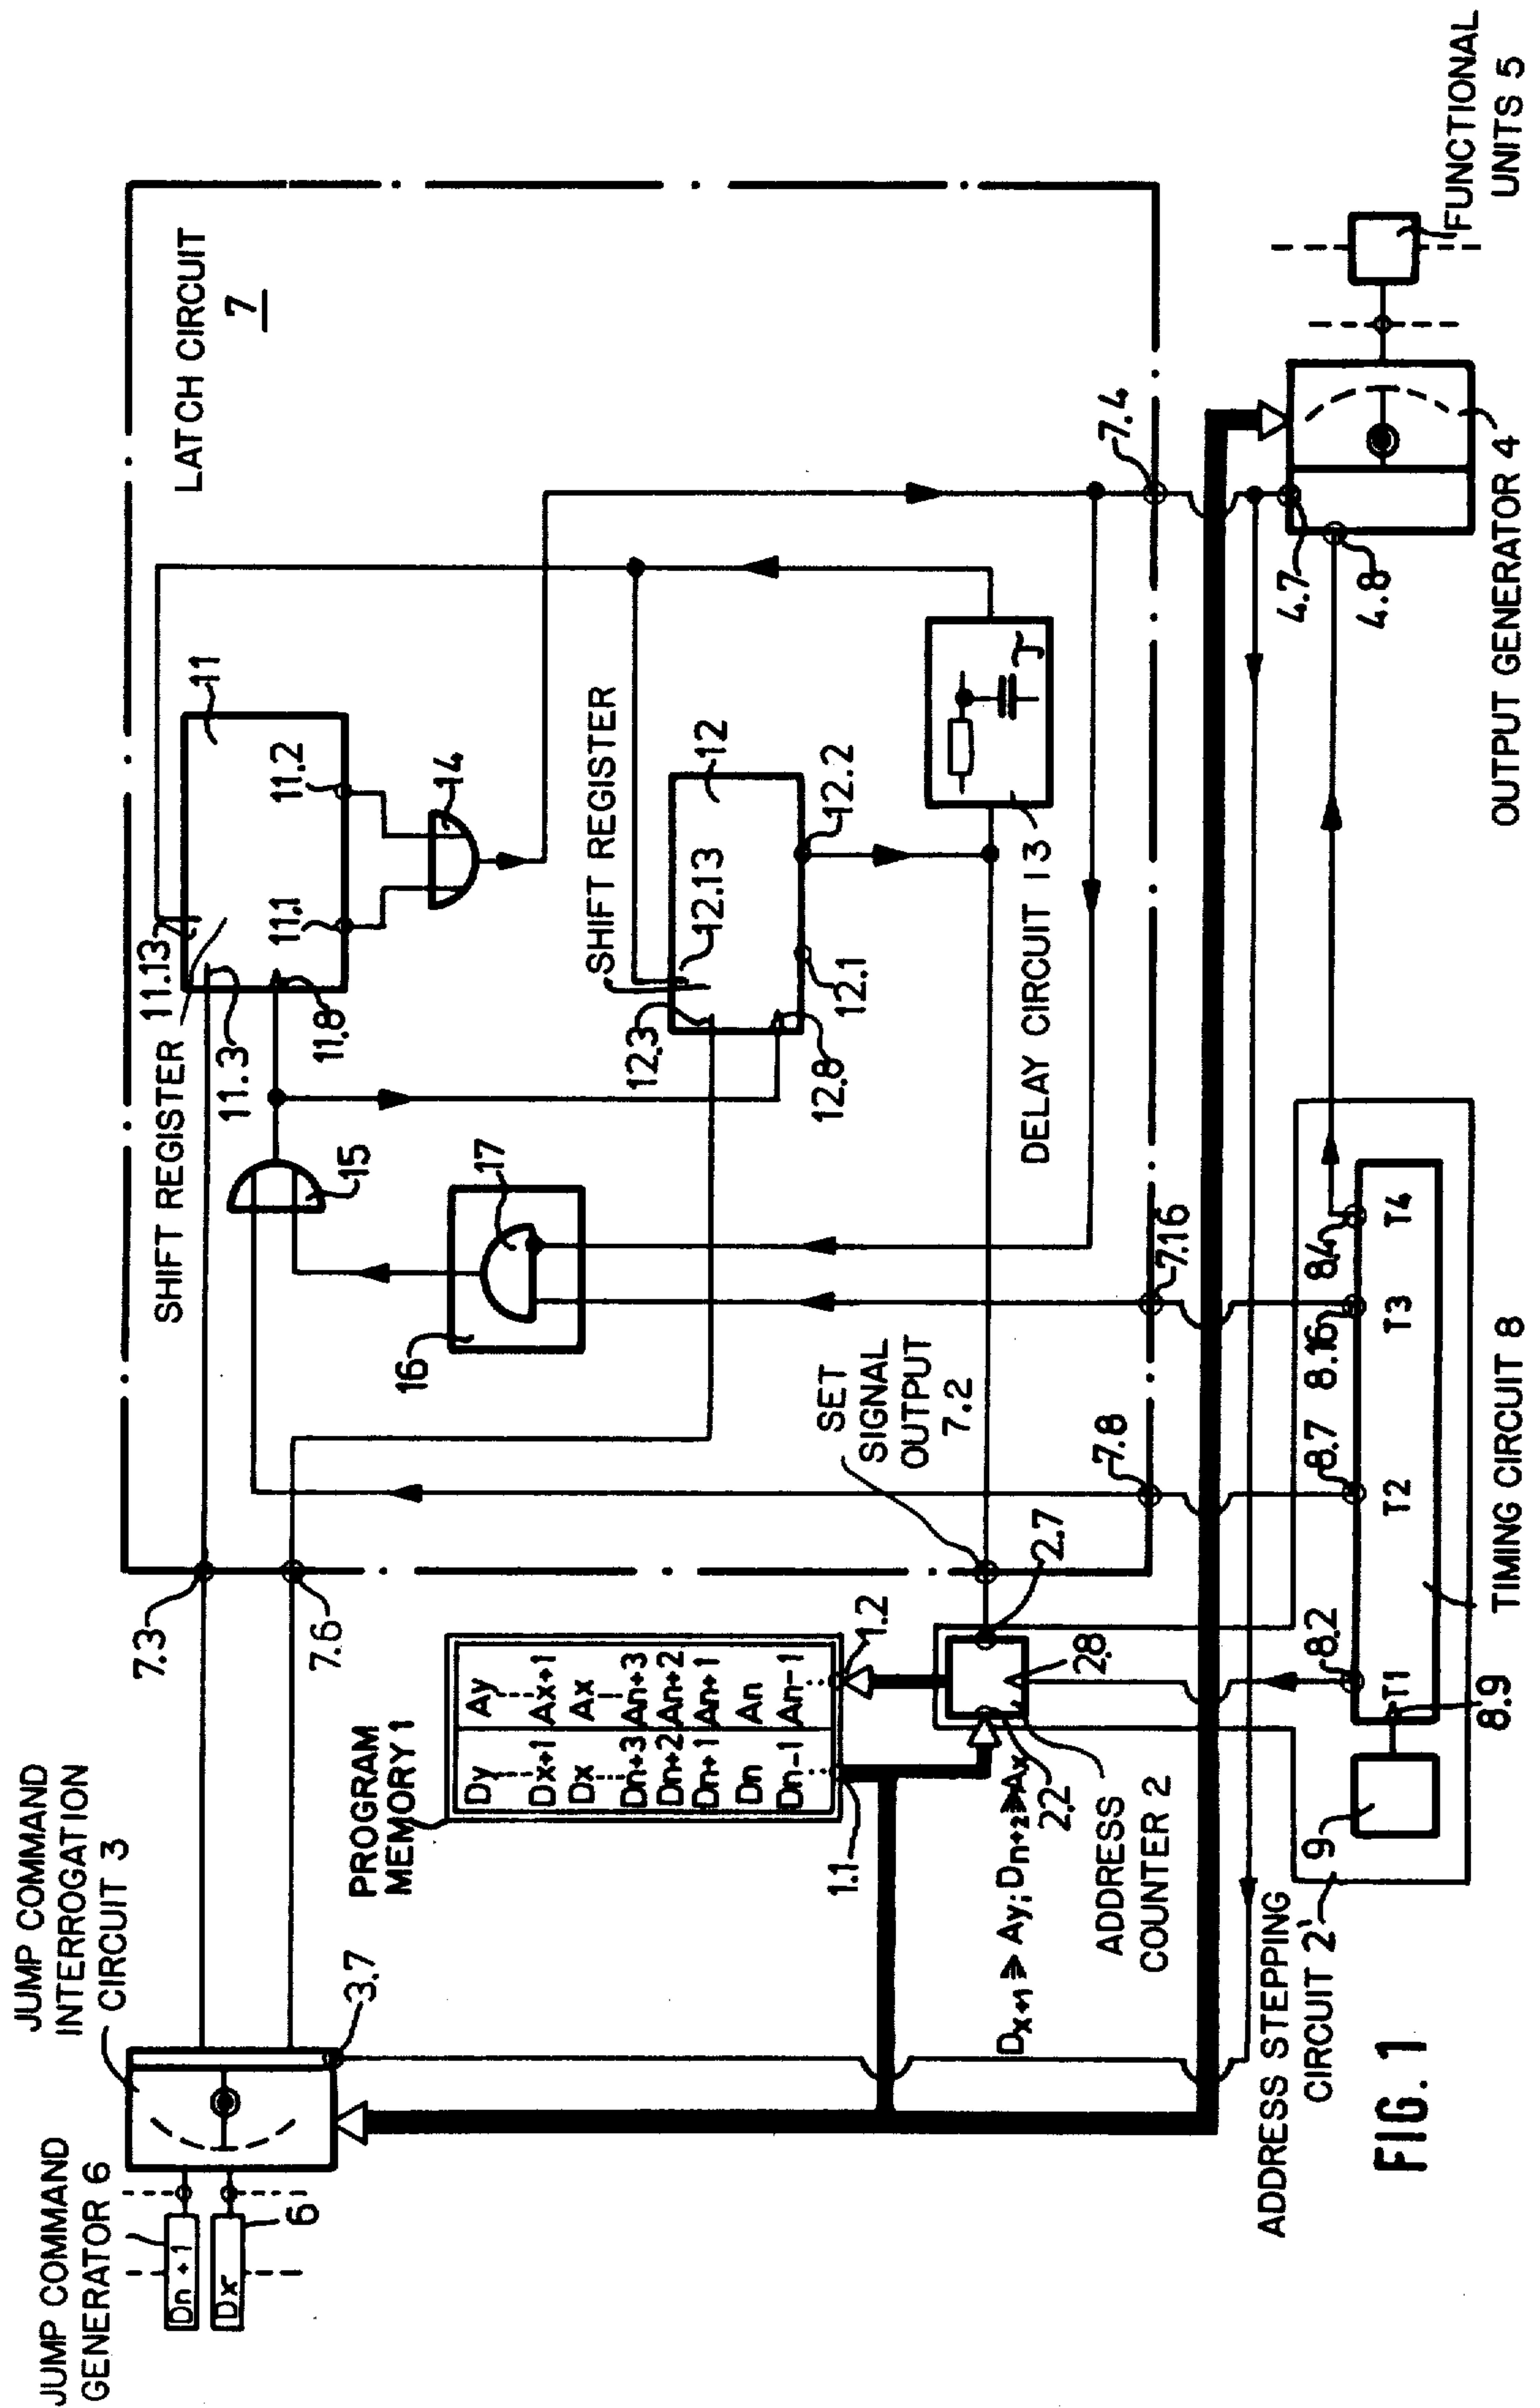 JUMP COMMAND
GENERATOR 6
Dn+1
Dx
6
JUMP COMMAND
INTERROGATION
CIRCUIT 3
3.7
7.3
7.6
LATCH CIRCUIT
7
SHIFT REGISTER
11
11.13
11.3
11.8
11.1
11.2
14
15
16
17
SHIFT REGISTER
12
12.3
12.13
12.8
12.1
12.2
DELAY CIRCUIT 13
τ
SET
SIGNAL
OUTPUT
7.2
7.8
7.16
7.4
PROGRAM
MEMORY 1
Dy Ay
Dx+1 Ax+1
Dx Ax
Dn+3 An+3
Dn+2 An+2
Dn+1 An+1
Dn An
Dn-1 An-1
1.1
1.2
2.7
2.8
2.2
Dx+1 ⇒ Ay; Dn+2 ⇒ Ax
ADDRESS
COUNTER 2
ADDRESS STEPPING
CIRCUIT 2'
9
8.9
8.2
8.7
8.16
8.4
T1
T2
T3
T4
TIMING CIRCUIT 8
4.7
4.8
OUTPUT GENERATOR 4
FUNCTIONAL
UNITS 5
FIG. 1